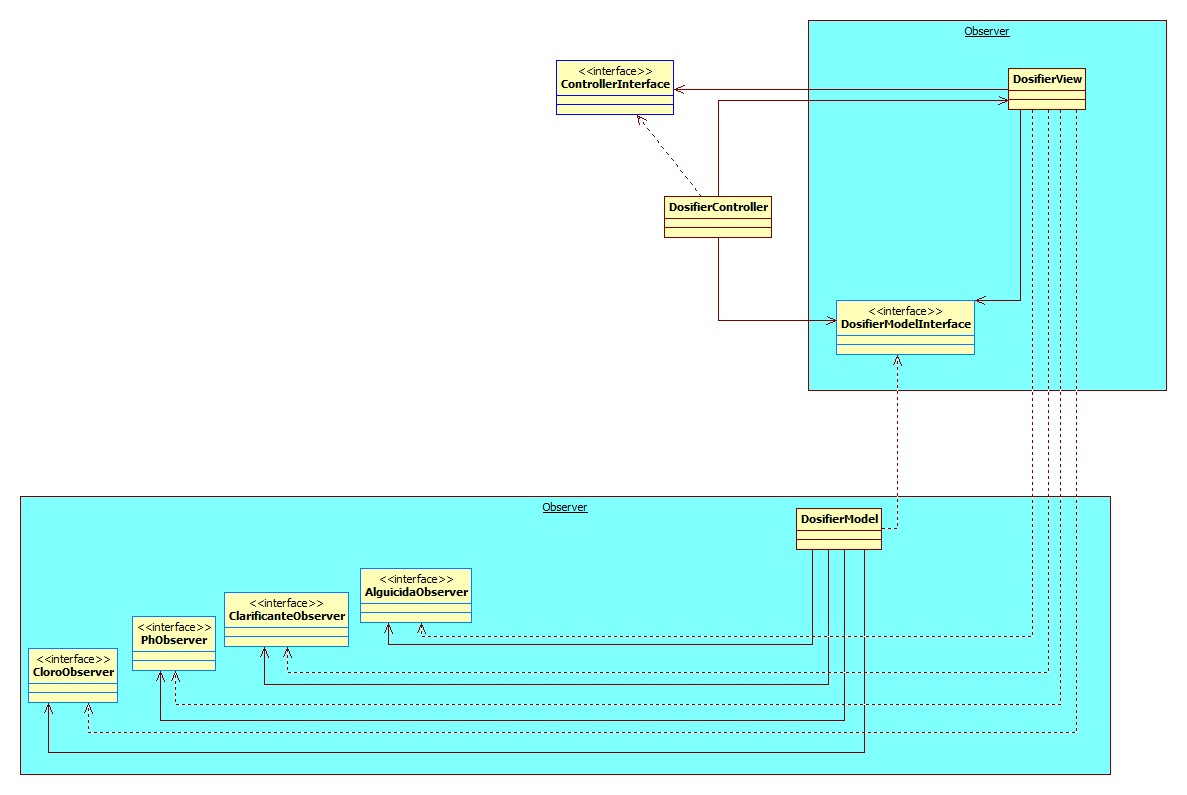 Observer
<<interface>>
ControllerInterface
DosifierView
DosifierController
<<interface>>
DosifierModelInterface
Observer
DosifierModel
<<interface>>
AlguicidaObserver
<<interface>>
ClarificanteObserver
<<interface>>
PhObserver
<<interface>>
CloroObserver